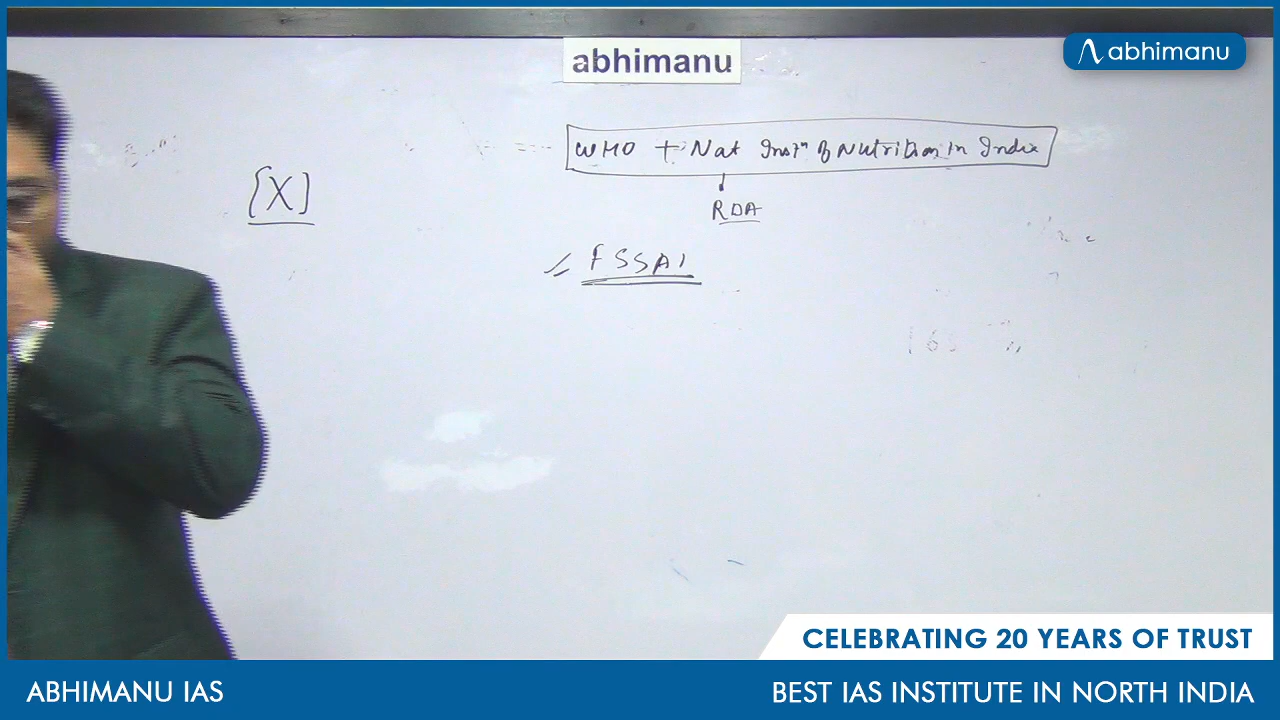 abhimanu
abhimanu
WHO + Nat Instn of Nutrition in India
[X]
RDA
FSSAI
CELEBRATING 20 YEARS OF TRUST
ABHIMANU IAS
BEST IAS INSTITUTE IN NORTH INDIA